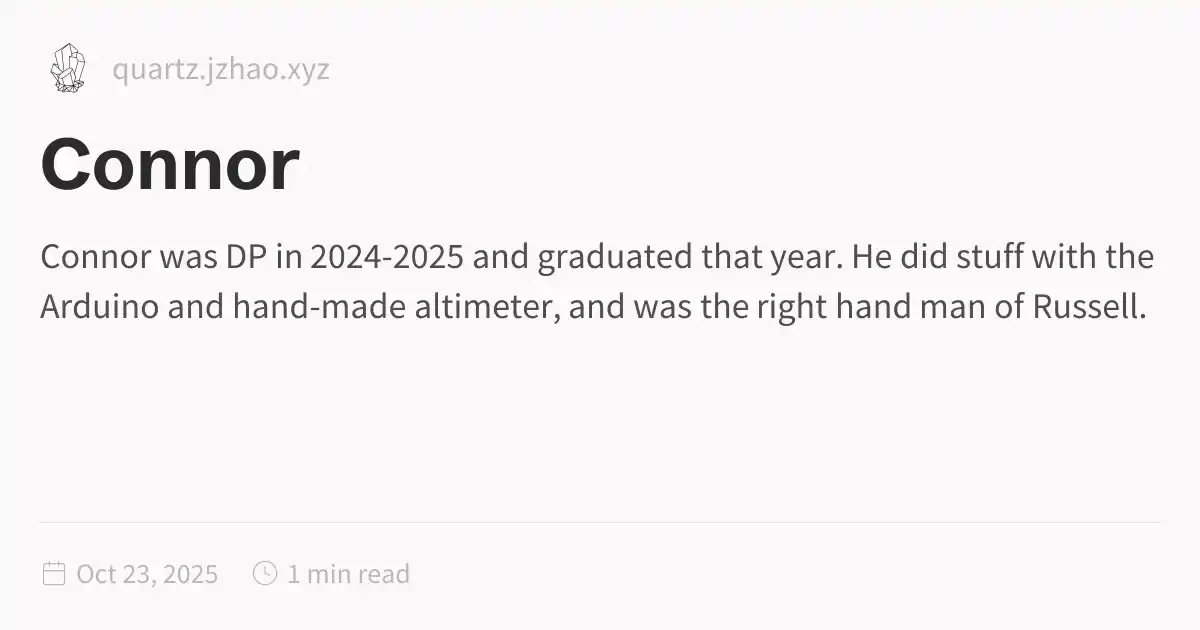 quartz.jzhao.xyz
Connor
Connor was DP in 2024-2025 and graduated that year. He did stuff with the
Arduino and hand-made altimeter, and was the right hand man of Russell.
Oct 23, 2025 1 min read